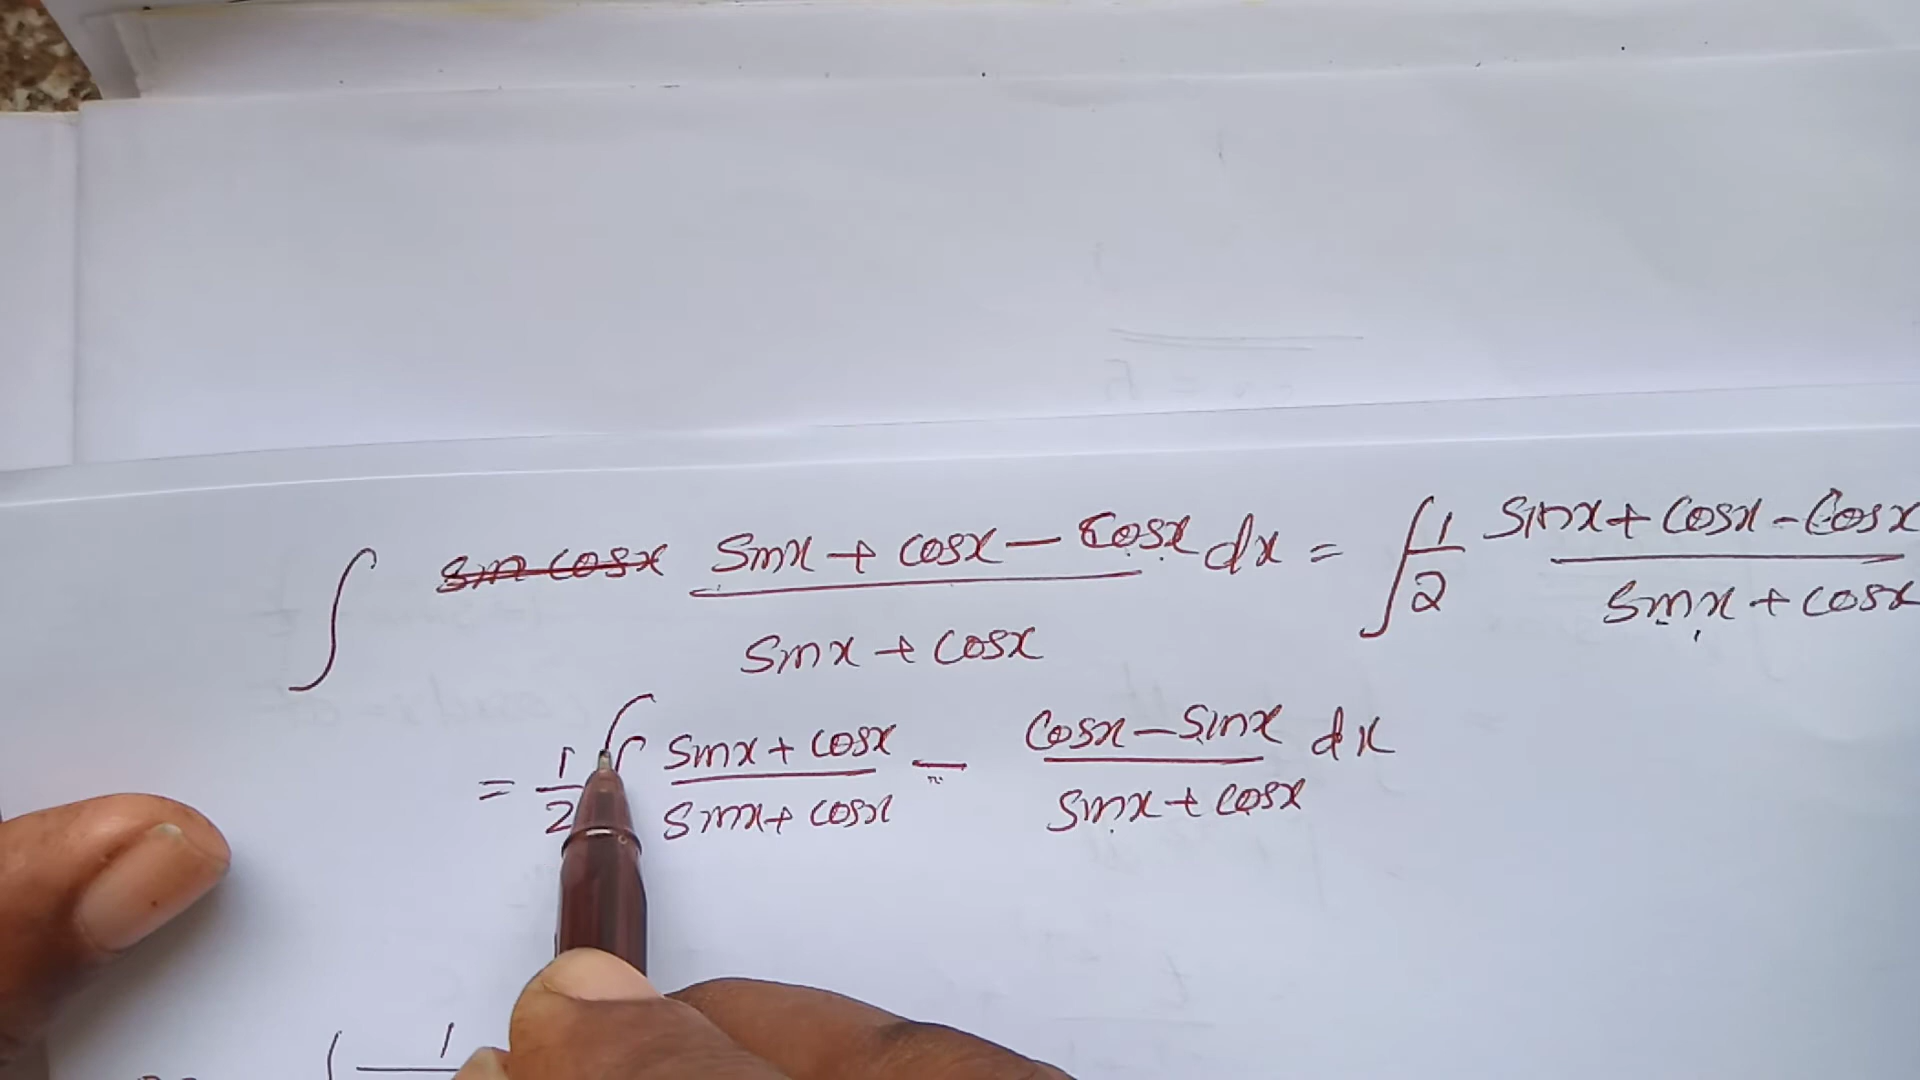 ∫ sin cosx sinx + cosx − cosx dx = ∫ 1/2 sinx + cosx − cosx
sinx + cosx sinx + cosx
= 1/2 ∫ sinx + cosx / sinx + cosx − cosx − sinx / sinx + cosx dx
∫ 1